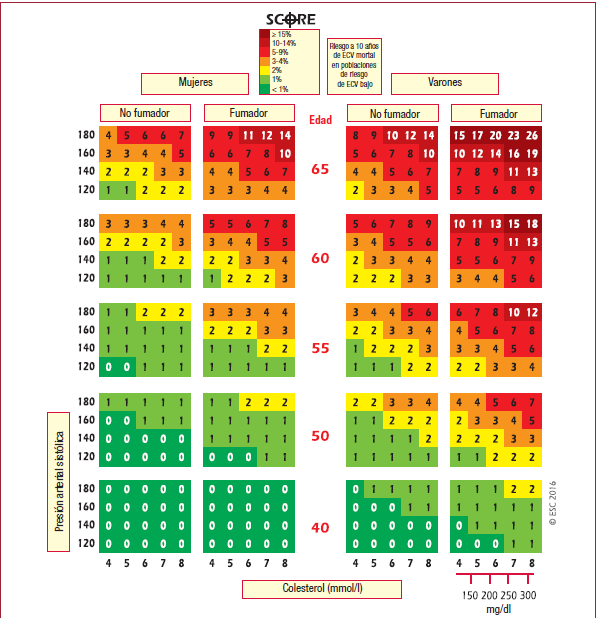 SCORE
≥ 15%
10-14%
5-9%
3-4%
2%
1%
< 1%
Riesgo a 10 años
de ECV mortal
en poblaciones
de riesgo
de ECV bajo
Mujeres Varones
No fumador Fumador Edad No fumador Fumador
180 4 5 6 6 7 9 9 11 12 14 8 9 10 12 14 15 17 20 23 26
160 3 3 4 4 5 6 6 7 8 10 5 6 7 8 10 10 12 14 16 19
65
140 2 2 2 3 3 4 4 5 6 7 4 4 5 6 7 7 8 9 11 13
120 1 1 2 2 2 3 3 3 4 4 2 3 3 4 5 5 5 6 8 9
180 3 3 3 4 4 5 5 6 7 8 5 6 7 8 9 10 11 13 15 18
160 2 2 2 2 3 3 4 4 5 5 3 4 5 5 6 7 8 9 11 13
60
140 1 1 1 2 2 2 2 3 3 4 2 3 3 4 4 5 5 6 7 9
120 1 1 1 1 1 1 2 2 2 3 2 2 2 3 3 3 4 4 5 6
180 1 1 2 2 2 3 3 3 4 4 3 4 4 5 6 6 7 8 10 12
160 1 1 1 1 1 2 2 2 3 3 2 2 3 3 4 4 5 6 7 8
55
140 1 1 1 1 1 1 1 1 2 2 1 2 2 2 3 3 3 4 5 6
120 0 0 1 1 1 1 1 1 1 1 1 1 1 2 2 2 2 3 3 4
180 1 1 1 1 1 1 1 2 2 2 2 2 3 3 4 4 4 5 6 7
160 0 0 1 1 1 1 1 1 1 1 1 1 2 2 2 2 3 3 4 5
50
140 0 0 0 0 0 1 1 1 1 1 1 1 1 1 2 2 2 2 3 3
120 0 0 0 0 0 0 0 0 1 1 1 1 1 1 1 1 1 2 2 2
180 0 0 0 0 0 0 0 0 0 0 0 1 1 1 1 1 1 1 2 2
160 0 0 0 0 0 0 0 0 0 0 0 0 0 1 1 1 1 1 1 1
40
140 0 0 0 0 0 0 0 0 0 0 0 0 0 0 0 0 1 1 1 1
120 0 0 0 0 0 0 0 0 0 0 0 0 0 0 0 0 0 0 1 1
4 5 6 7 8 4 5 6 7 8 4 5 6 7 8 4 5 6 7 8
Presión arterial sistólica
Colesterol (mmol/l)
150 200 250 300
mg/dl
© ESC 2016